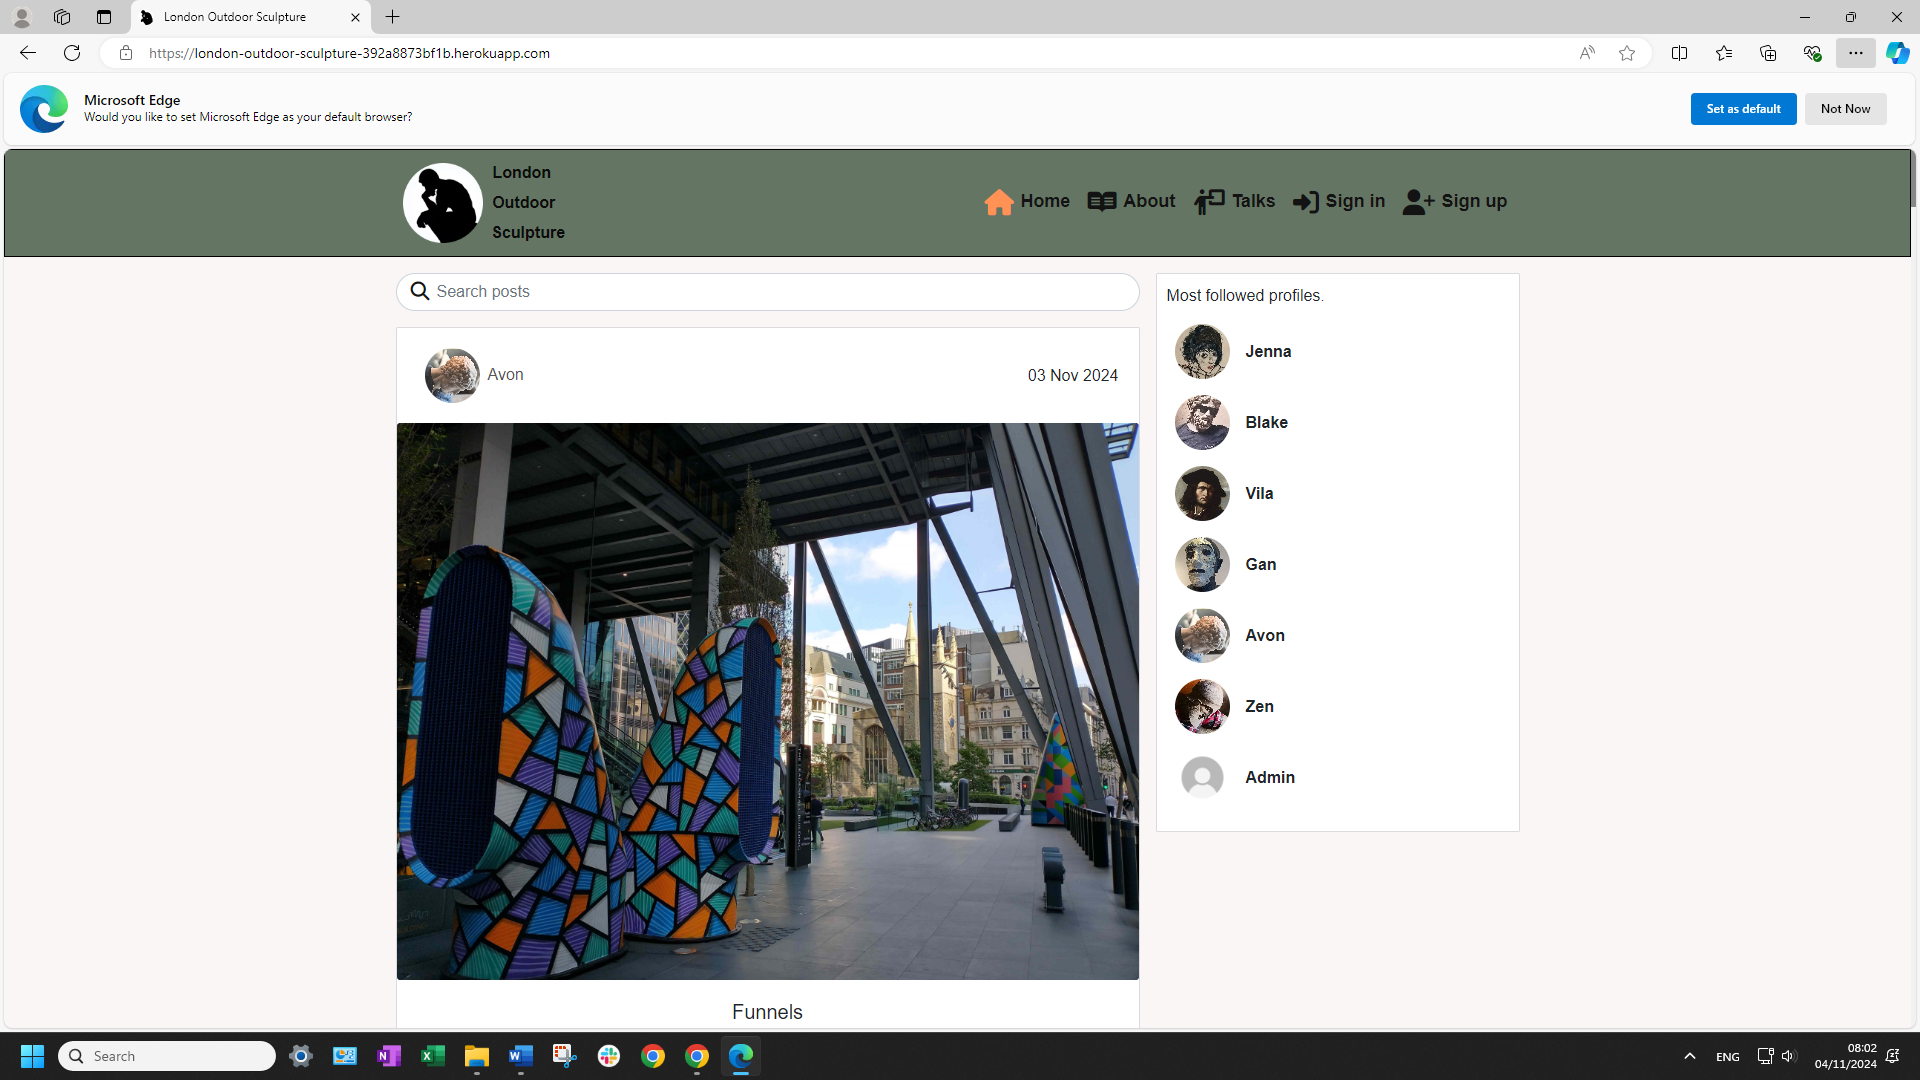 London Outdoor Sculpture
https://london-outdoor-sculpture-392a8873bf1b.herokuapp.com
Microsoft Edge
Would you like to set Microsoft Edge as your default browser?
Set as default
Not Now
London
Outdoor
Sculpture
Home
About
Talks
Sign in
Sign up
Search posts
Avon
03 Nov 2024
Funnels
Most followed profiles.
Jenna
Blake
Vila
Gan
Avon
Zen
Admin
Search
ENG
08:02
04/11/2024